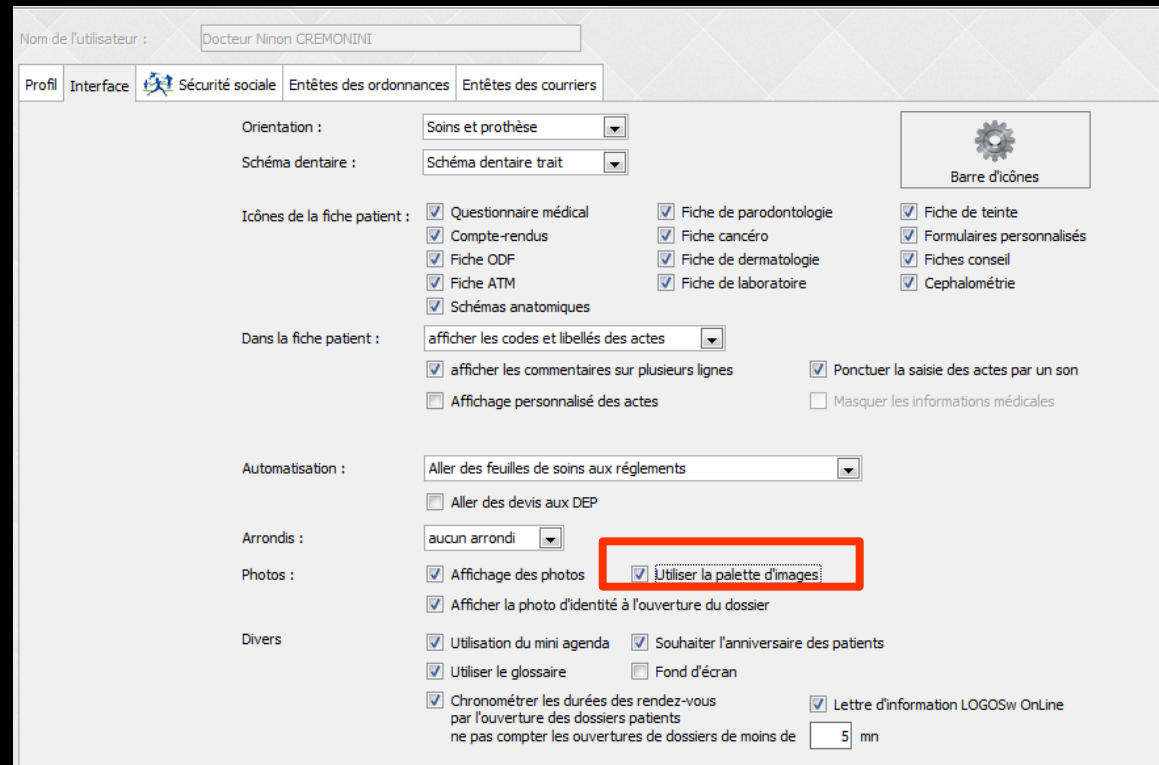 Nom de l'utilisateur : Docteur Ninon CREMONINI
Profil Interface Sécurité sociale Entêtes des ordonnances Entêtes des courriers
Orientation : Soins et prothèse
Schéma dentaire : Schéma dentaire trait
Barre d'icônes
Icônes de la fiche patient : Questionnaire médical Fiche de parodontologie Fiche de teinte
Compte-rendus Fiche cancéro Formulaires personnalisés
Fiche ODF Fiche de dermatologie Fiches conseil
Fiche ATM Fiche de laboratoire Cephalométrie
Schémas anatomiques
Dans la fiche patient : afficher les codes et libellés des actes
afficher les commentaires sur plusieurs lignes Ponctuer la saisie des actes par un son
Affichage personnalisé des actes Masquer les informations médicales
Automatisation : Aller des feuilles de soins aux réglements
Aller des devis aux DEP
Arrondis : aucun arrondi
Photos : Affichage des photos Utiliser la palette d'images
Afficher la photo d'identité à l'ouverture du dossier
Divers Utilisation du mini agenda Souhaiter l'anniversaire des patients
Utiliser le glossaire Fond d'écran
Chronométrer les durées des rendez-vous Lettre d'information LOGOSw OnLine
par l'ouverture des dossiers patients
ne pas compter les ouvertures de dossiers de moins de 5 mn